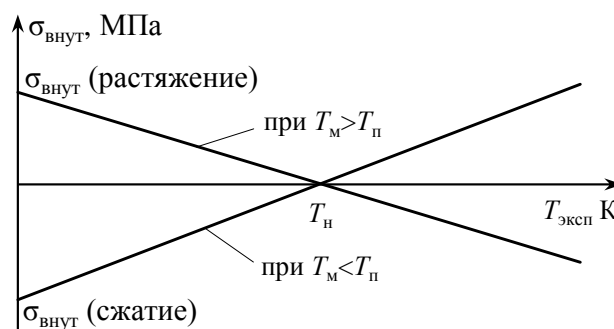 σвнут, МПа
σвнут (растяжение)
при Tм>Tп
Tн
Tэксп К
при Tм<Tп
σвнут (сжатие)